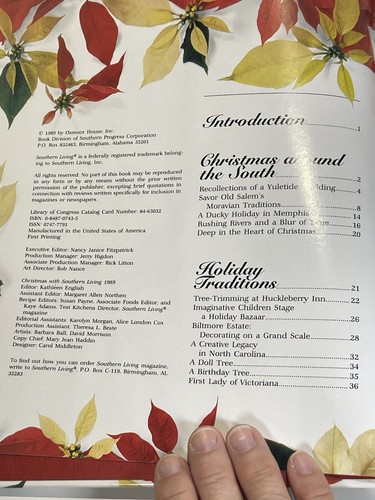 © 1989 by Oxmoor House, Inc.
Book Division of Southern Progress Corporation
P.O. Box 832463, Birmingham, Alabama 35201
Southern Living® is a federally registered trademark belong-
ing to Southern Living, Inc.
All rights reserved. No part of this book may be reproduced
in any form or by any means without the prior written
permission of the publisher, excepting brief quotations in
connection with reviews written specifically for inclusion in
magazines or newspapers.
Library of Congress Catalog Card Number: 84-63032
ISBN: 0-8487-0743-5
ISSN: 0747-7791
Manufactured in the United States of America
First Printing
Executive Editor: Nancy Janice Fitzpatrick
Production Manager: Jerry Higdon
Associate Production Manager: Rick Litton
Art Director: Bob Nance
Christmas with Southern Living 1989
Editor: Kathleen English
Assistant Editor: Margaret Allen Northen
Recipe Editors: Susan Payne, Associate Foods Editor, and
Kaye Adams, Test Kitchens Director, Southern Living®
magazine
Editorial Assistants: Karolyn Morgan, Alice London Cox
Production Assistant: Theresa L. Beste
Artists: Barbara Ball, David Morrison
Copy Chief: Mary Jean Haddin
Designer: Carol Middleton
To find out how you can order Southern Living magazine,
write to Southern Living®, P.O. Box C-119, Birmingham, AL
35283
Introduction 1
Christmas around
the South 2
Recollections of a Yuletide Wedding 4
Savor Old Salem's
Moravian Traditions 8
A Ducky Holiday in Memphis 14
Rushing Rivers and a Blur of 16
Deep in the Heart of Christmas 20
Holiday
Traditions 21
Tree-Trimming at Huckleberry Inn 22
Imaginative Children Stage
a Holiday Bazaar 26
Biltmore Estate:
Decorating on a Grand Scale 28
A Creative Legacy
in North Carolina 32
A Doll Tree 34
A Birthday Tree 35
First Lady of Victoriana 36